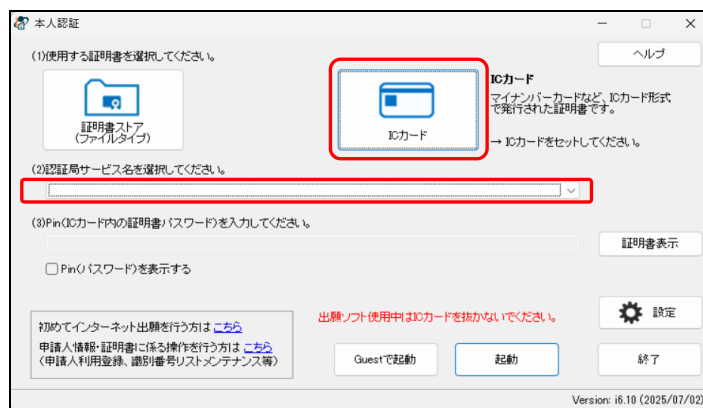 本人認証
(1)使用する証明書を選択してください。
ヘルプ
証明書ストア
(ファイルタイプ)
ICカード
ICカード
マイナンバーカードなど、ICカード形式
で発行された証明書です。
→ ICカードをセットしてください。
(2)認証局サービス名を選択してください。
(3)Pin(ICカード内の証明書パスワード)を入力してください。
証明書表示
Pin(パスワード)を表示する
出願ソフト使用中はICカードを抜かないでください。
設定
初めてインターネット出願を行う方は こちら
申請人情報・証明書に係る操作を行う方は こちら
(申請人利用登録、識別番号リストメンテナンス等)
Guestで起動
起動
終了
Version: i6.10 (2025/07/02)